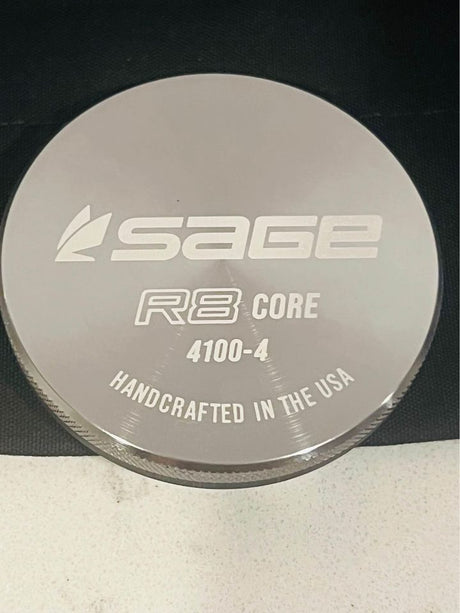 SAGE
R8 CORE
4100-4
HANDCRAFTED IN THE USA